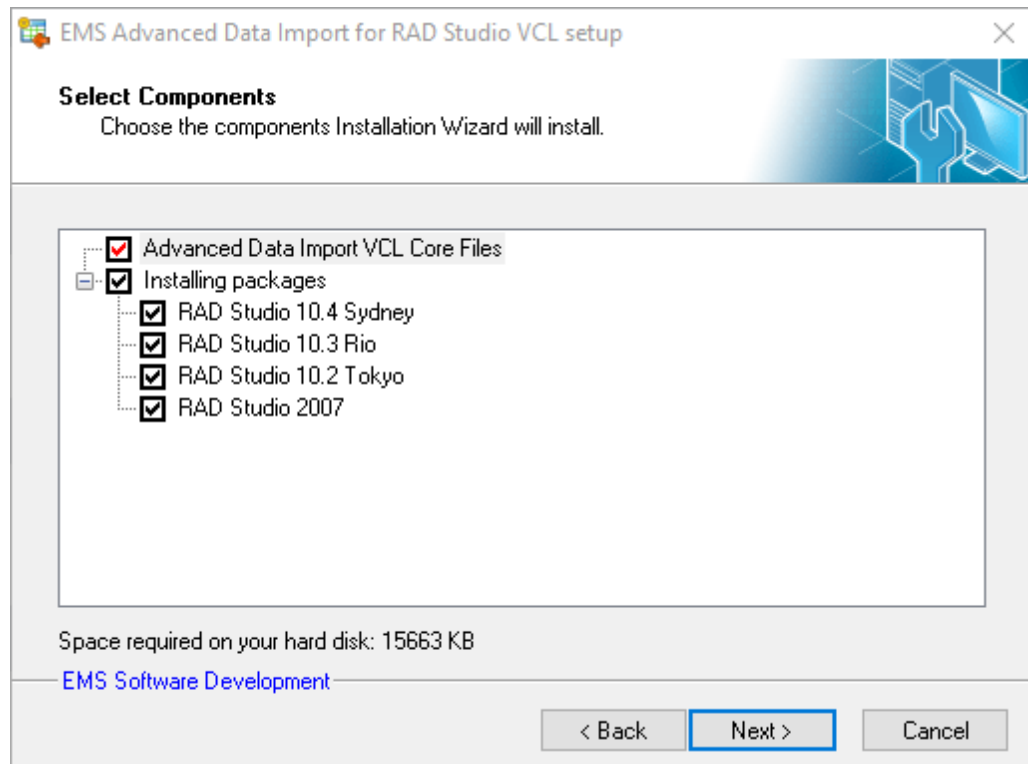 EMS Advanced Data Import for RAD Studio VCL setup
Select Components
Choose the components Installation Wizard will install.
Advanced Data Import VCL Core Files
Installing packages
RAD Studio 10.4 Sydney
RAD Studio 10.3 Rio
RAD Studio 10.2 Tokyo
RAD Studio 2007
Space required on your hard disk: 15663 KB
EMS Software Development
< Back Next > Cancel